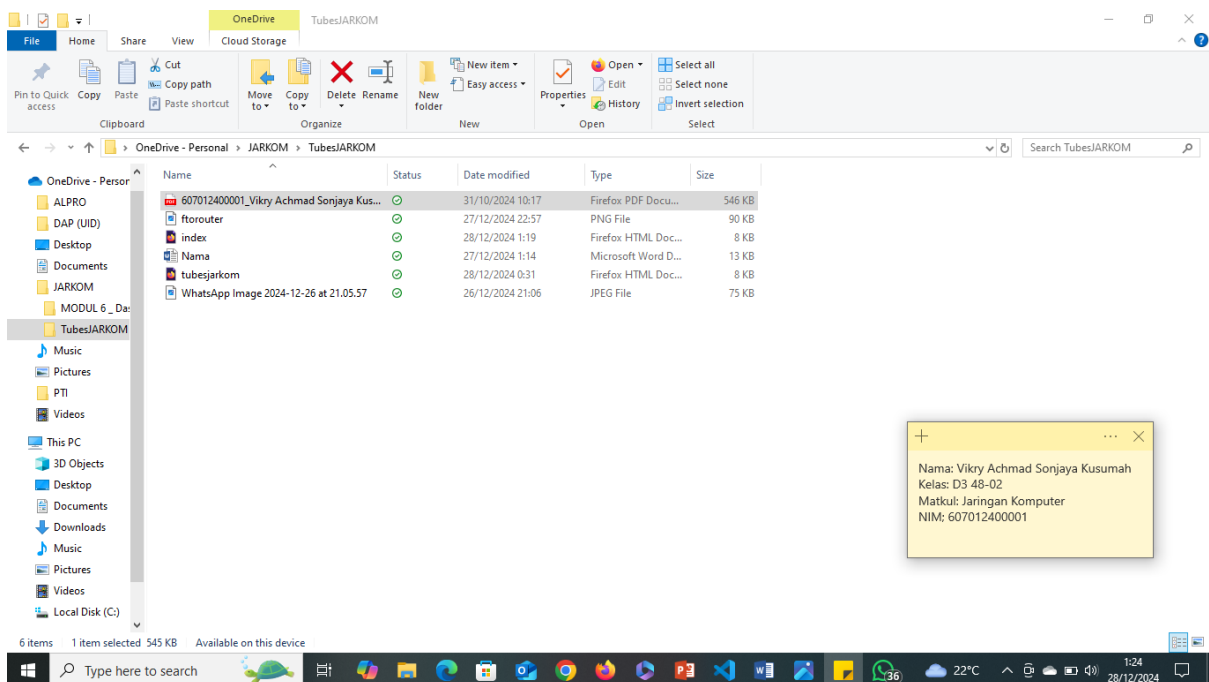 OneDrive TubesJARKOM
File Home Share View Cloud Storage
Pin to Quick access
Copy
Paste
Cut
Copy path
Paste shortcut
Clipboard
Move to
Copy to
Delete
Rename
Organize
New folder
New item
Easy access
New
Properties
Open
Edit
History
Open
Select all
Select none
Invert selection
Select
OneDrive - Personal › JARKOM › TubesJARKOM
Search TubesJARKOM
OneDrive - Person
ALPRO
DAP (UID)
Desktop
Documents
JARKOM
MODUL 6 _ Da
TubesJARKOM
Music
Pictures
PTI
Videos
This PC
3D Objects
Desktop
Documents
Downloads
Music
Pictures
Videos
Local Disk (C:)
Name Status Date modified Type Size
607012400001_Vikry Achmad Sonjaya Kus... 31/10/2024 10:17 Firefox PDF Docu... 546 KB
ftorouter 27/12/2024 22:57 PNG File 90 KB
index 28/12/2024 1:19 Firefox HTML Doc... 8 KB
Nama 27/12/2024 1:14 Microsoft Word D... 13 KB
tubesjarkom 28/12/2024 0:31 Firefox HTML Doc... 8 KB
WhatsApp Image 2024-12-26 at 21.05.57 26/12/2024 21:06 JPEG File 75 KB
Nama: Vikry Achmad Sonjaya Kusumah
Kelas: D3 48-02
Matkul: Jaringan Komputer
NIM; 607012400001
6 items 1 item selected 545 KB Available on this device
Type here to search
36
22°C
1:24
28/12/2024